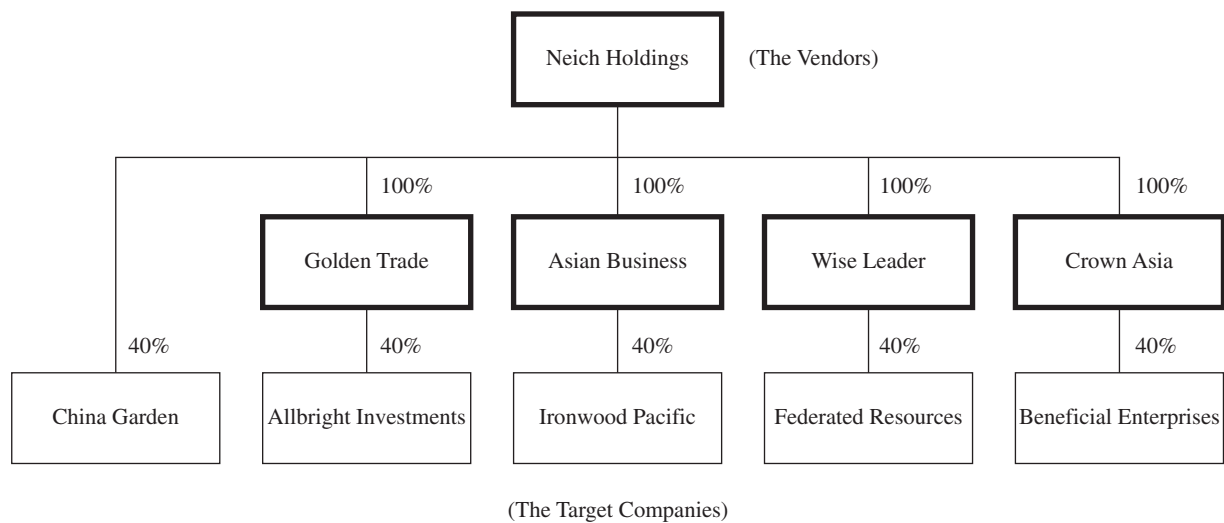 Neich Holdings
(The Vendors)
100%
100%
100%
100%
Golden Trade
Asian Business
Wise Leader
Crown Asia
40%
40%
40%
40%
40%
China Garden
Allbright Investments
Ironwood Pacific
Federated Resources
Beneficial Enterprises
(The Target Companies)